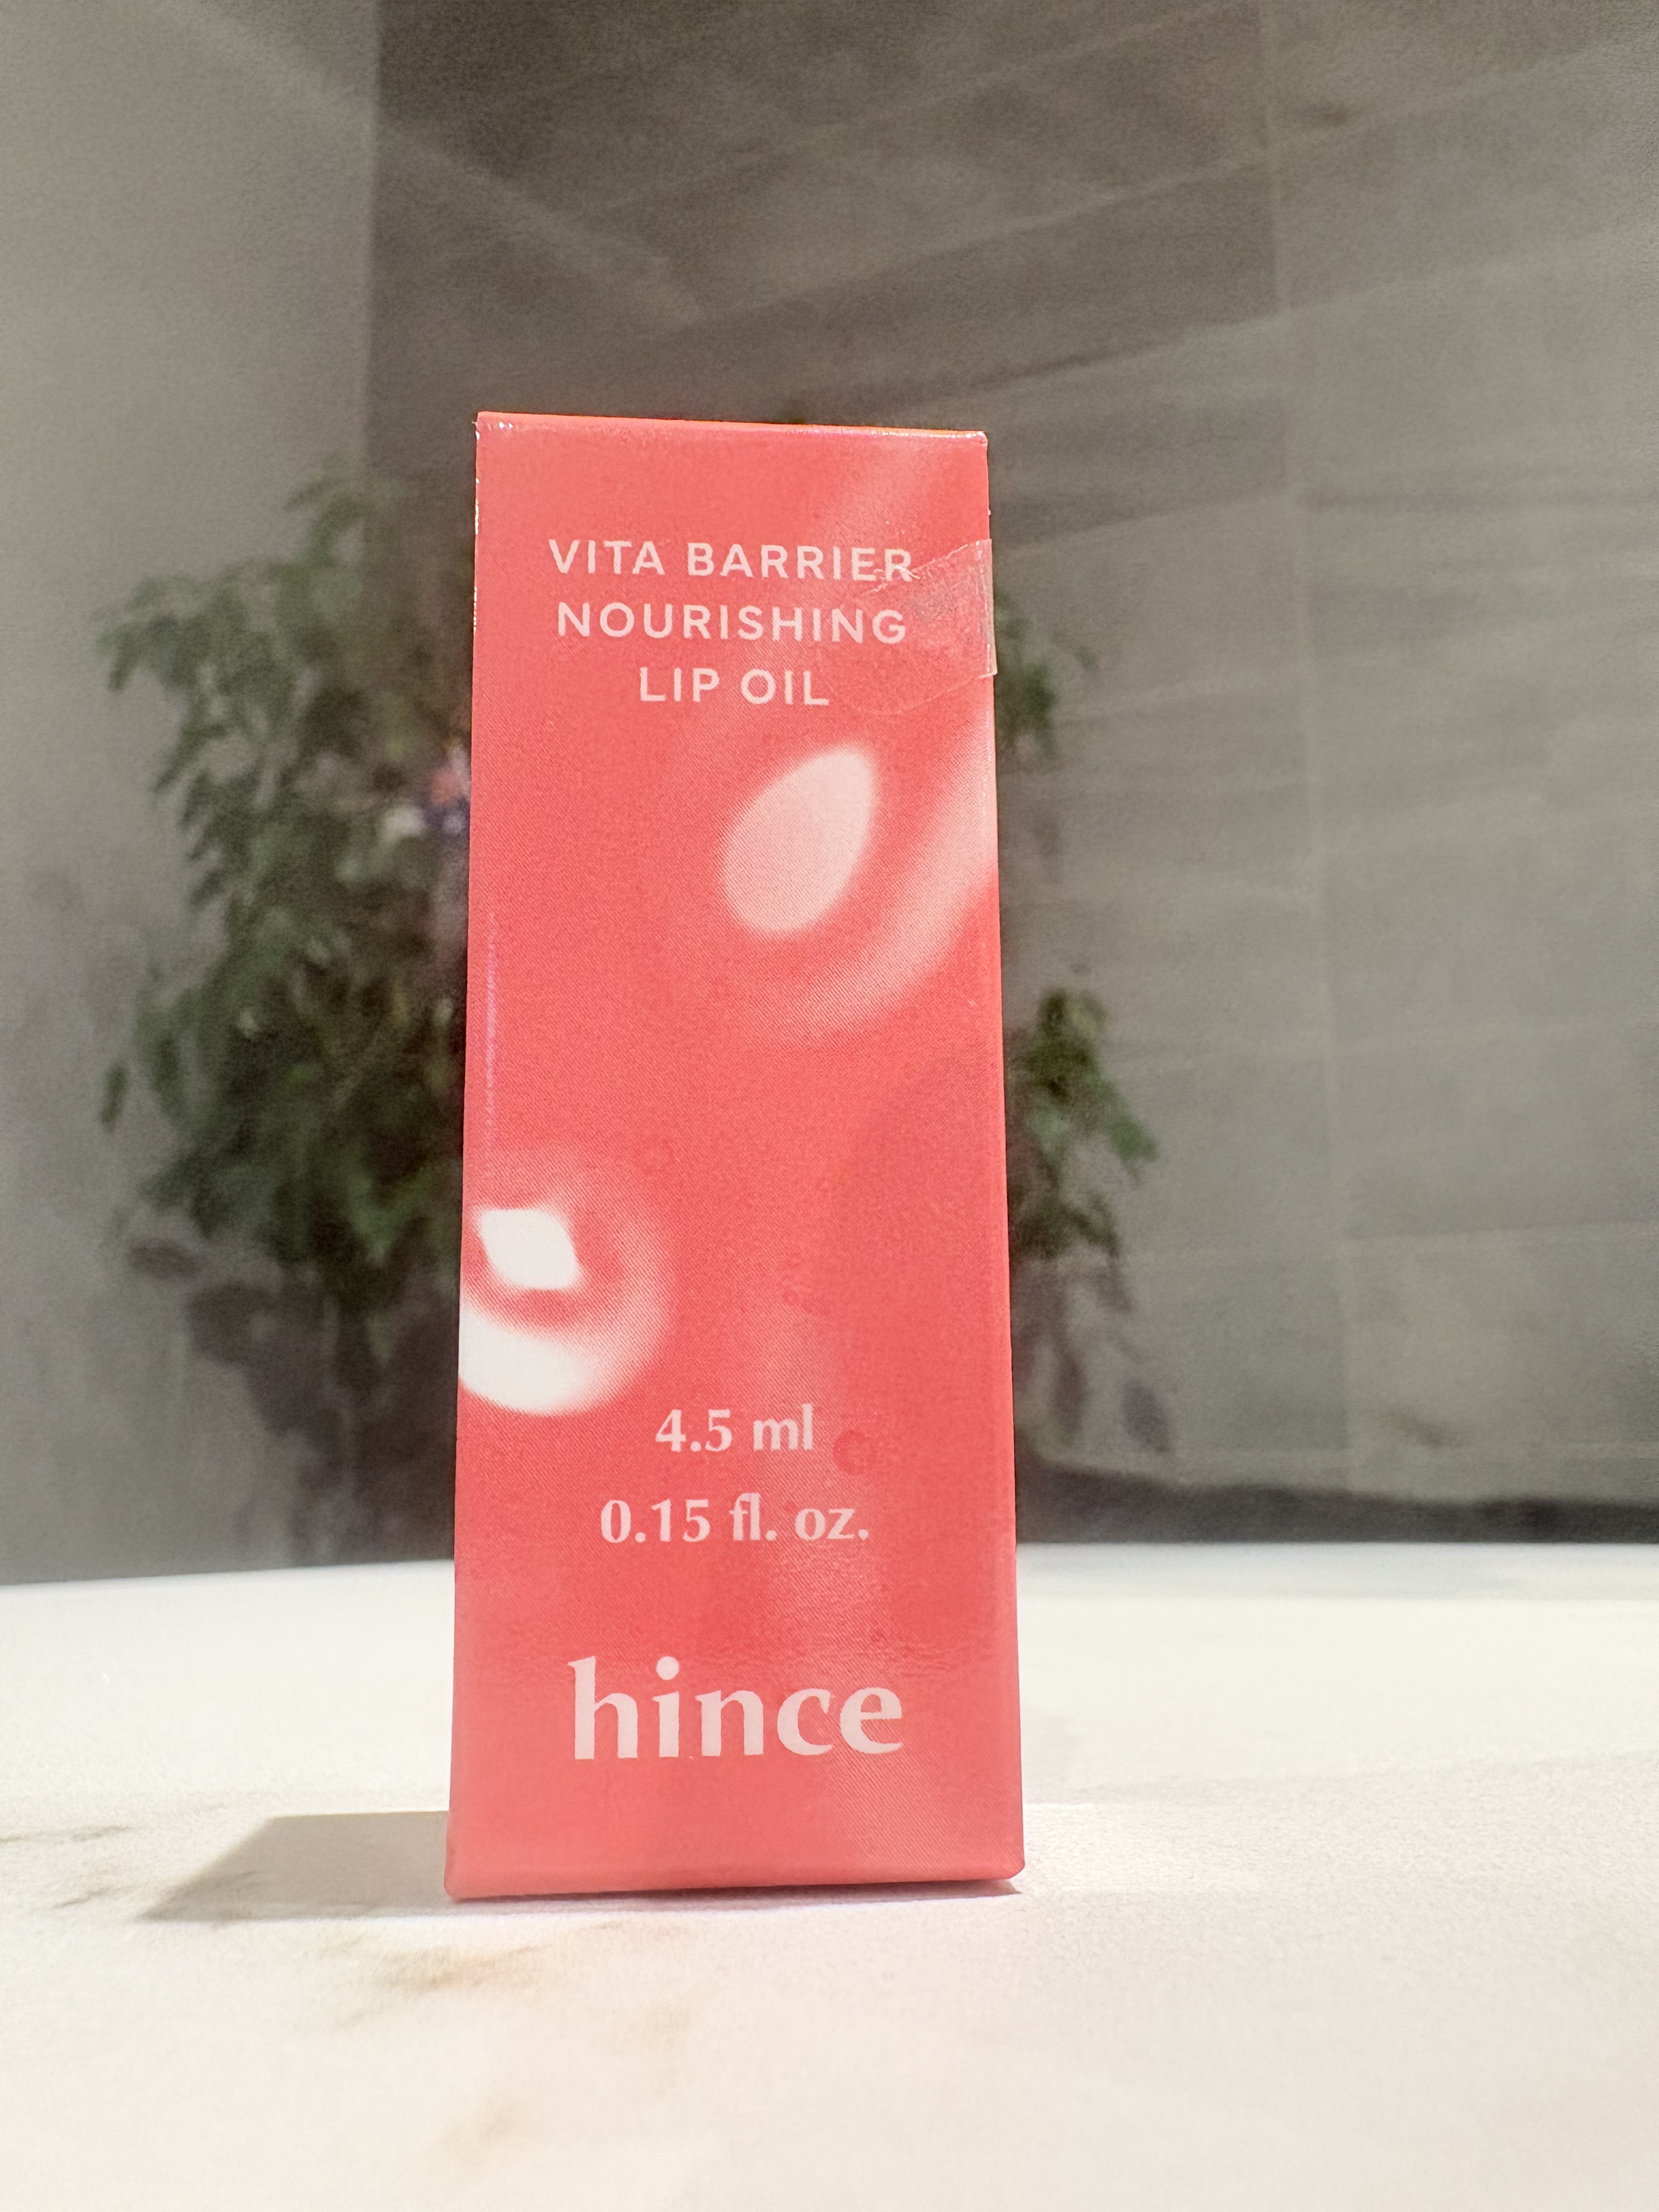 VITA BARRIER
NOURISHING
LIP OIL
4.5 ml
0.15 fl. oz.
hince